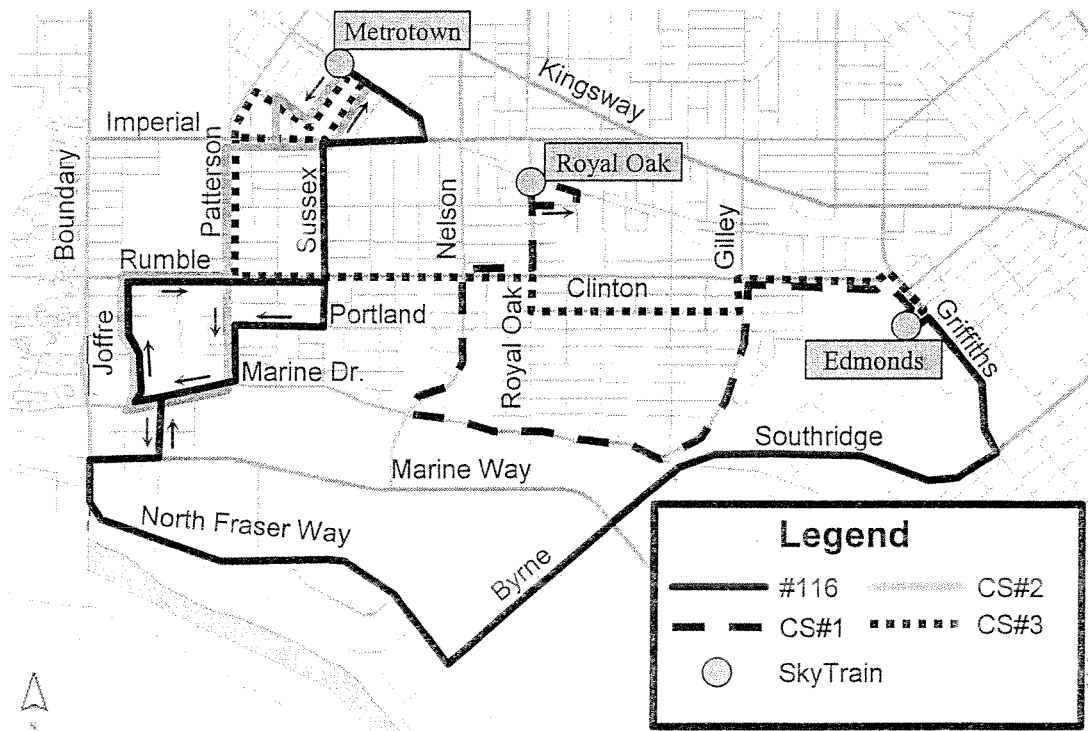 Metrotown
Kingsway
Imperial
Royal Oak
Boundary
Patterson
Sussex
Nelson
Gilley
Rumble
Clinton
Portland
Royal Oak
Joffre
Griffiths
Marine Dr.
Edmonds
Southridge
Marine Way
North Fraser Way
Byrne
Legend
#116 CS#2
CS#1 CS#3
SkyTrain